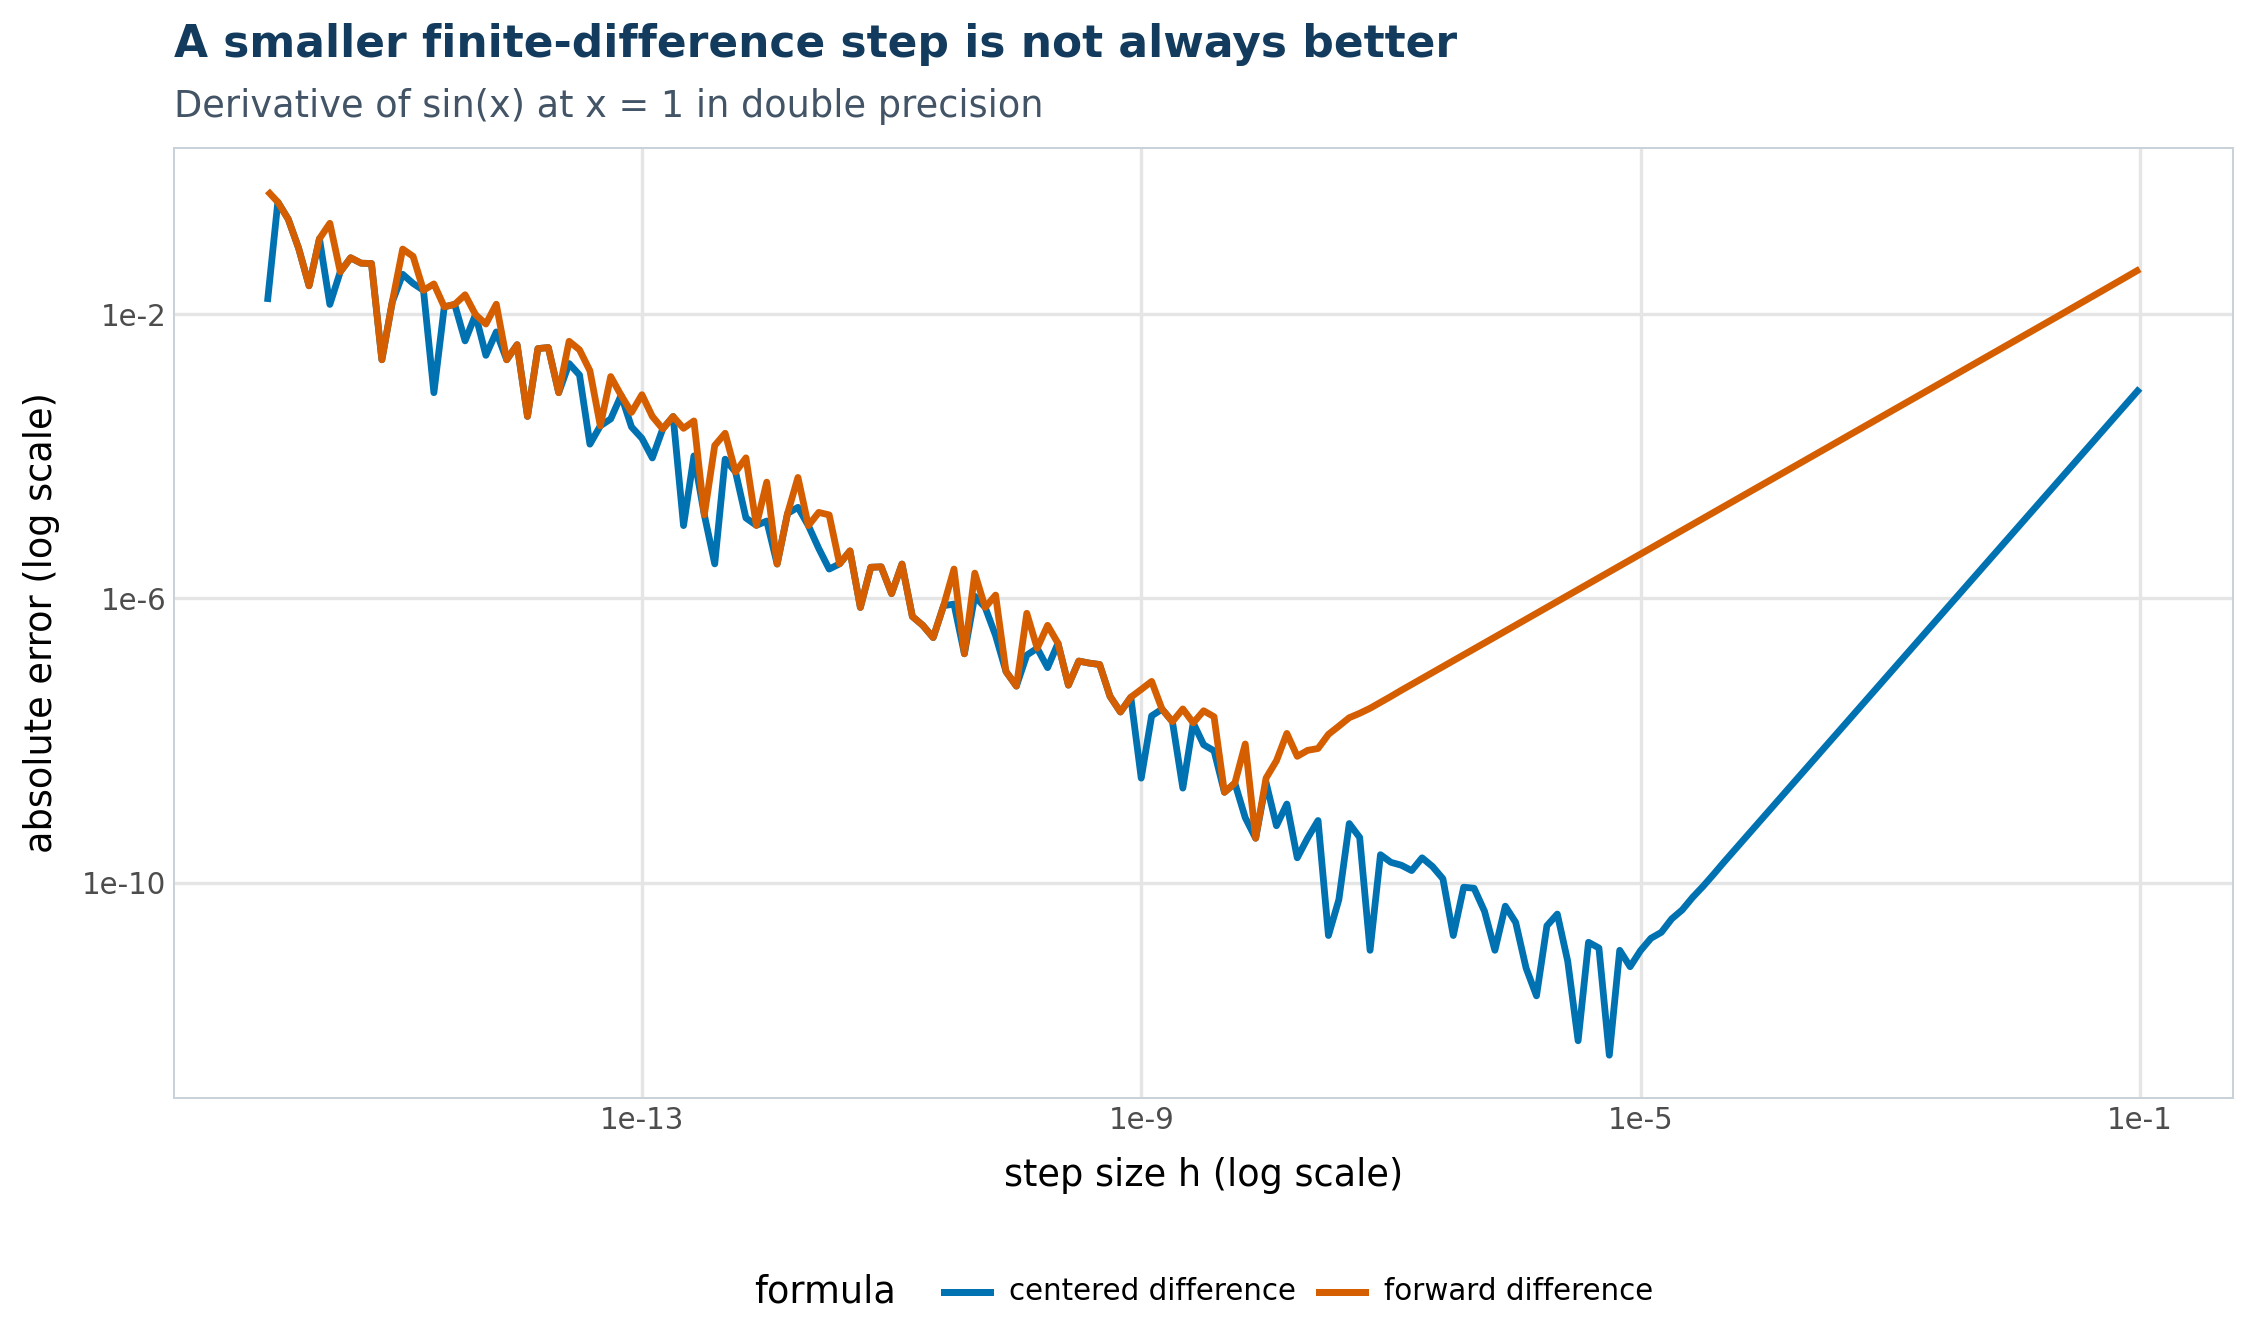 A smaller finite-difference step is not always better
Derivative of sin(x) at x = 1 in double precision
absolute error (log scale)
1e-2
1e-6
1e-10
1e-13
1e-9
1e-5
1e-1
step size h (log scale)
formula
centered difference
forward difference